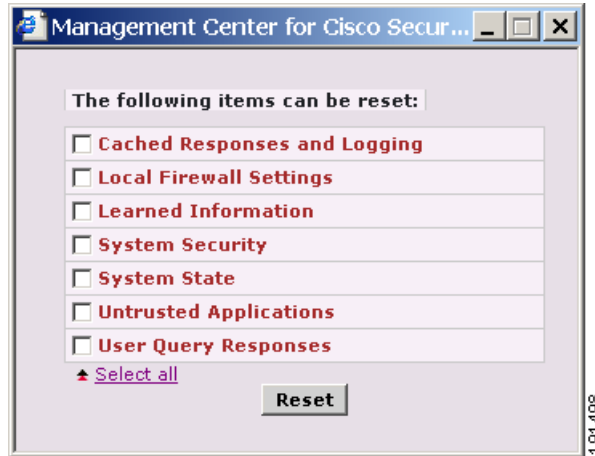 Management Center for Cisco Secur...
The following items can be reset:
Cached Responses and Logging
Local Firewall Settings
Learned Information
System Security
System State
Untrusted Applications
User Query Responses
Select all
Reset
191498